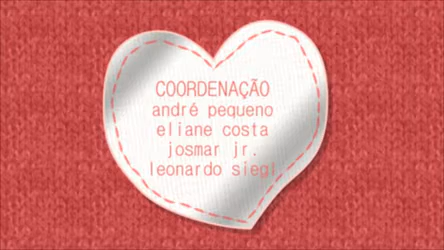 COORDENAÇÃO
andré pequeno
eliane costa
josmar jr.
leonardo siegl